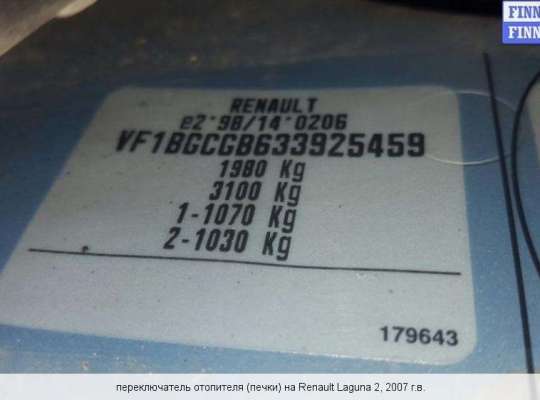 FINN
FINN
RENAULT
e2*98/14*0206
VF1BGCGB633925459
1980 Kg
3100 Kg
1-1070 Kg
2-1030 Kg
179643
переключатель отопителя (печки) на Renault Laguna 2, 2007 г.в.